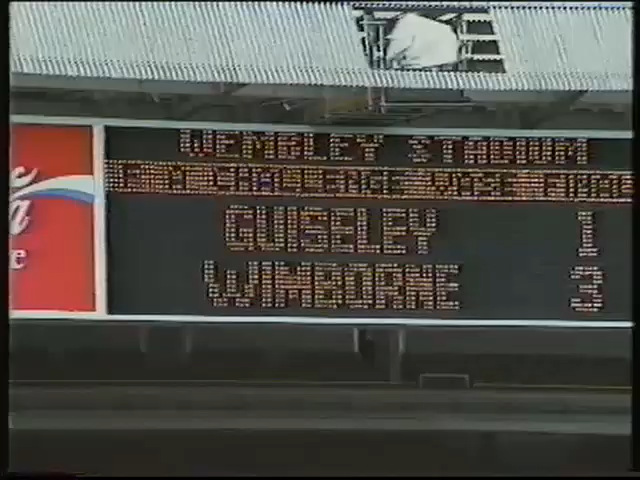 WEMBLEY STADIUM
CHALLENGE VASE FINAL
GUISELEY 1
WIMBORNE 3